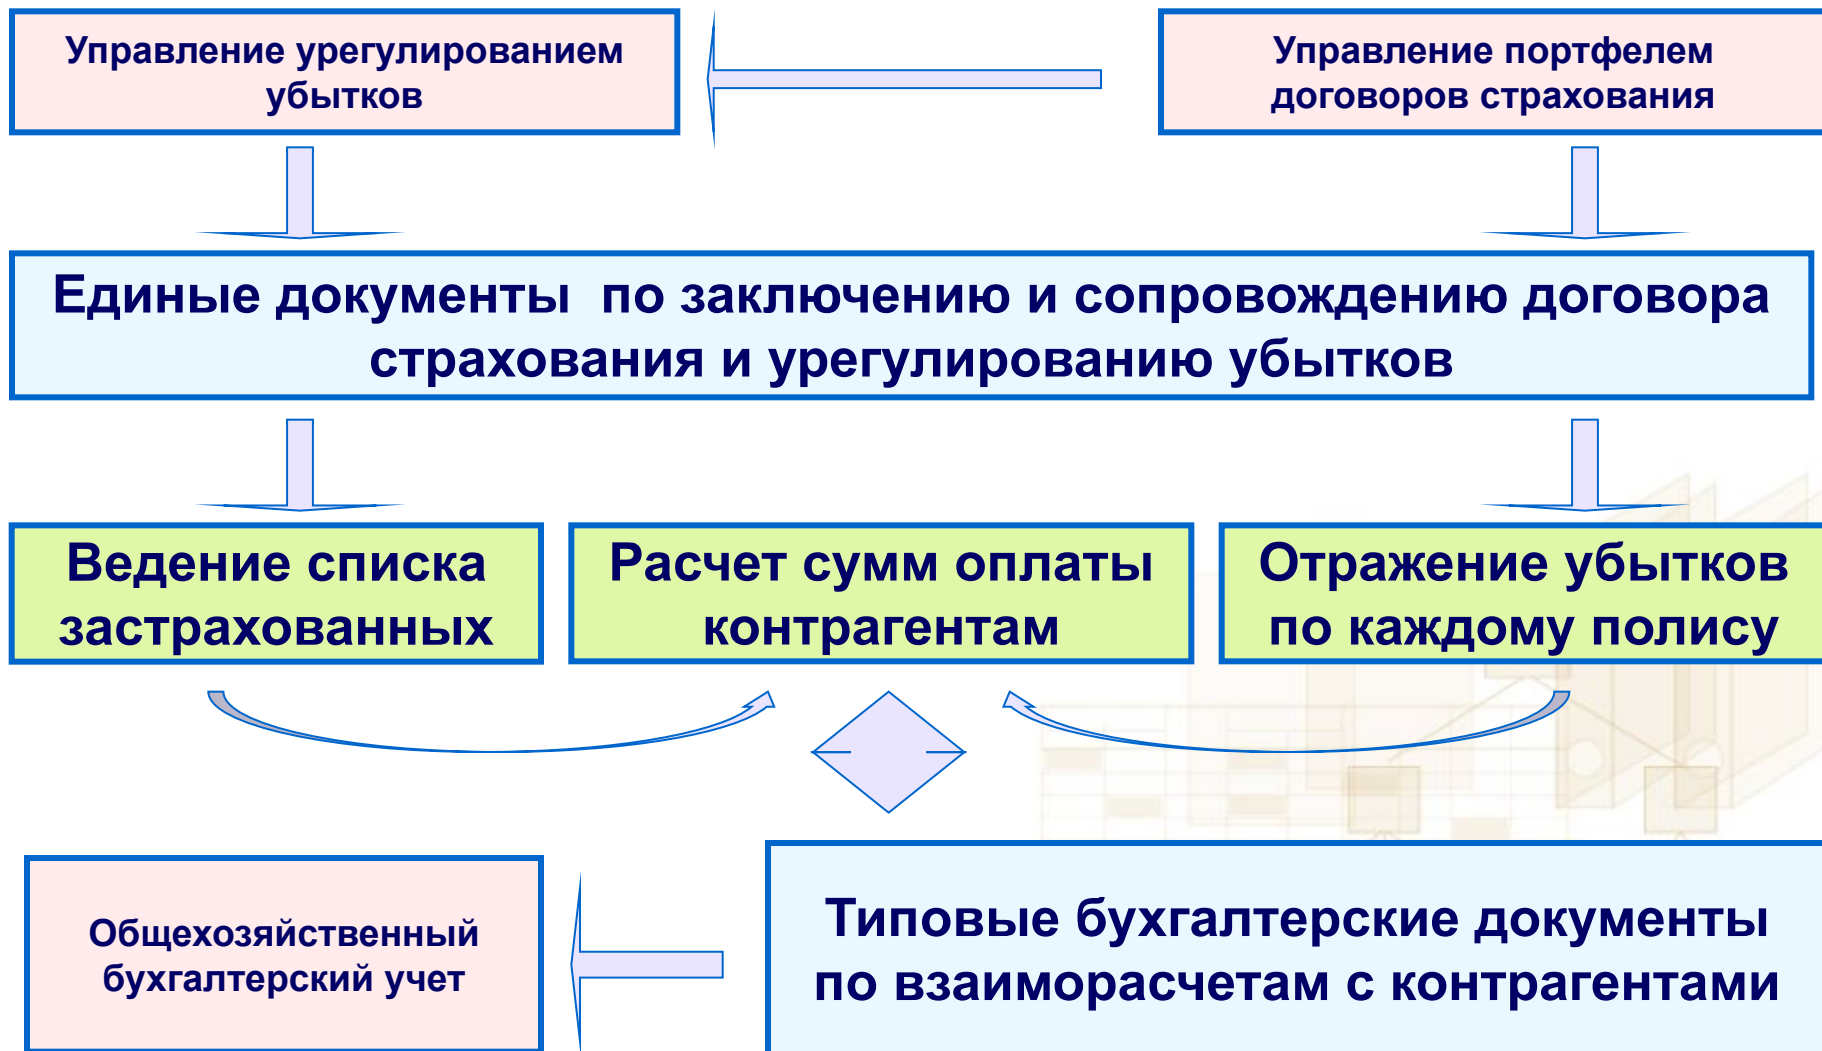 Управление урегулированием
убытков
Управление портфелем
договоров страхования
Единые документы  по заключению и сопровождению договора
страхования и урегулированию убытков
Ведение списка
застрахованных
Расчет сумм оплаты
контрагентам
Отражение убытков
по каждому полису
Общехозяйственный
бухгалтерский учет
Типовые бухгалтерские документы
по взаиморасчетам с контрагентами